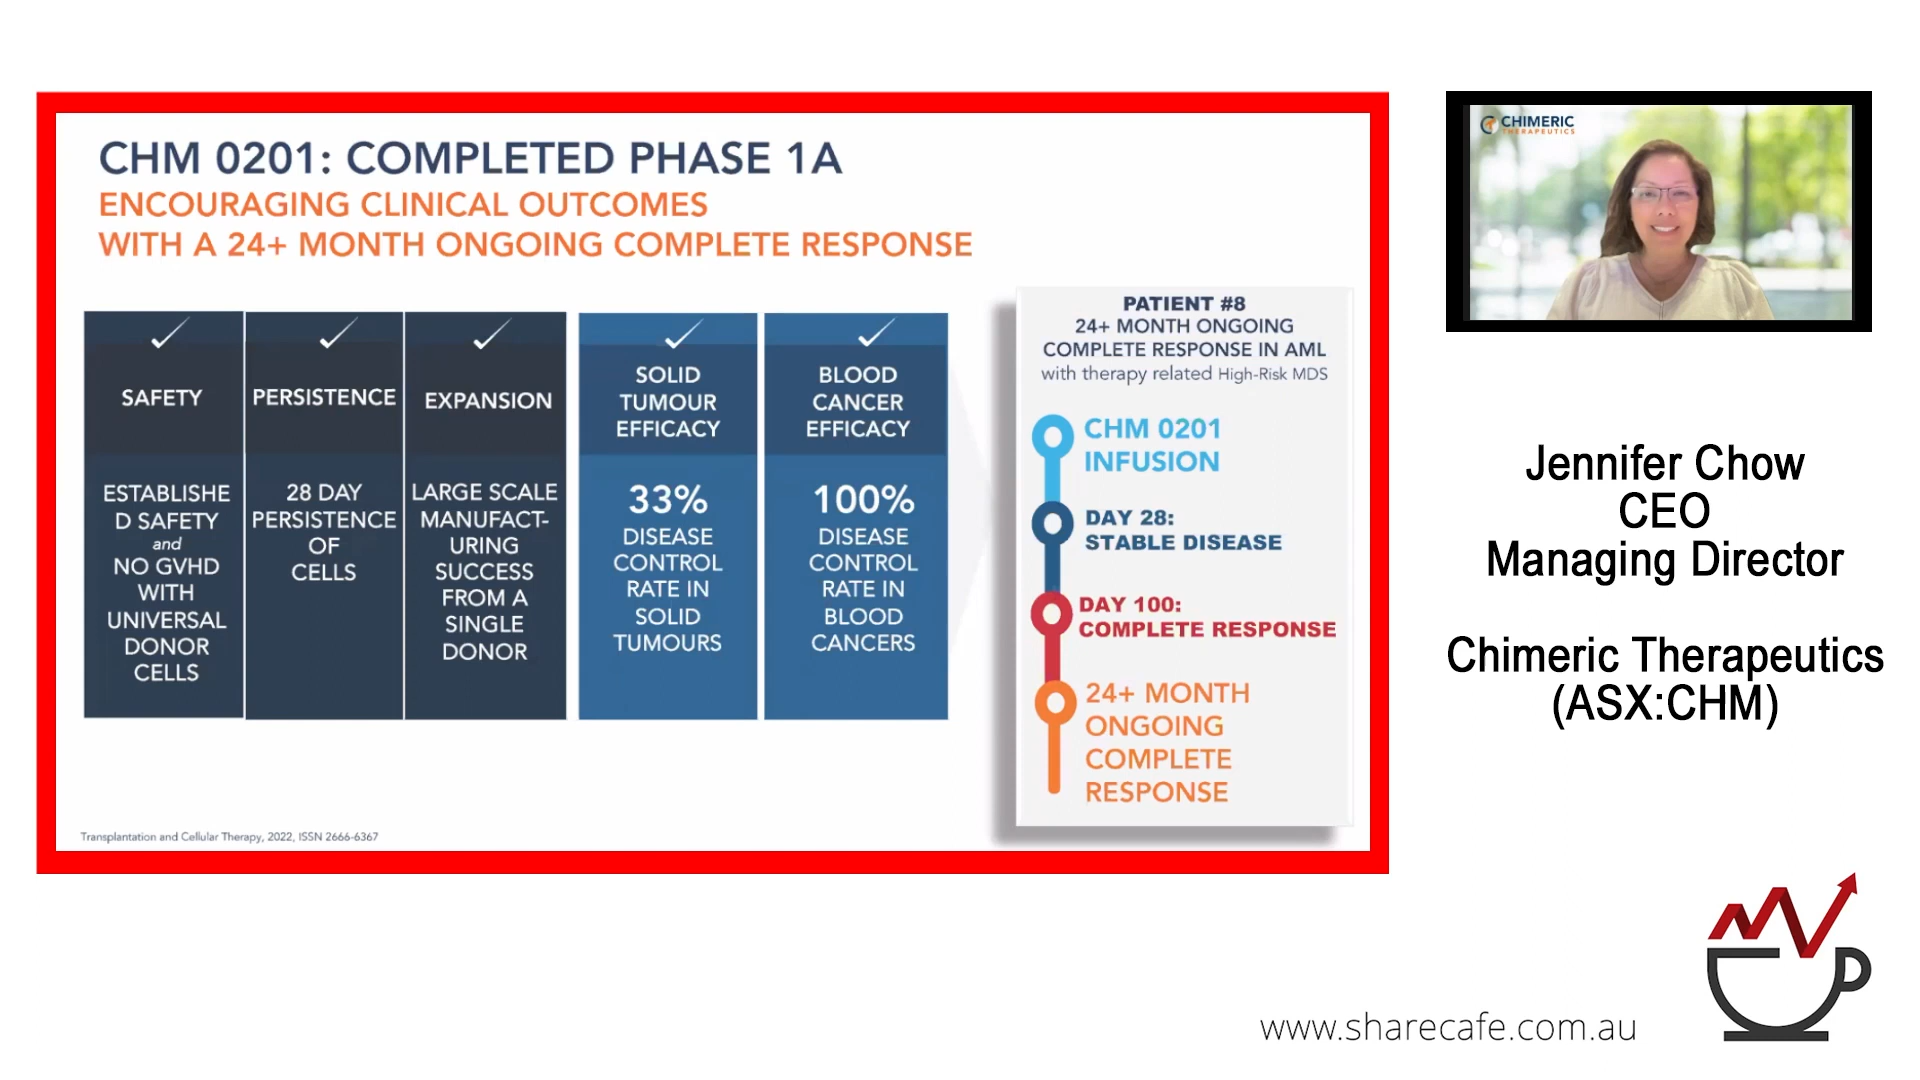 CHM 0201: COMPLETED PHASE 1A
ENCOURAGING CLINICAL OUTCOMES
WITH A 24+ MONTH ONGOING COMPLETE RESPONSE
SAFETY
ESTABLISHE
D SAFETY
and
NO GVHD
WITH
UNIVERSAL
DONOR
CELLS
PERSISTENCE
28 DAY
PERSISTENCE
OF
CELLS
EXPANSION
LARGE SCALE
MANUFACT-
URING
SUCCESS
FROM A
SINGLE
DONOR
SOLID
TUMOUR
EFFICACY
33%
DISEASE
CONTROL
RATE IN
SOLID
TUMOURS
BLOOD
CANCER
EFFICACY
100%
DISEASE
CONTROL
RATE IN
BLOOD
CANCERS
PATIENT #8
24+ MONTH ONGOING
COMPLETE RESPONSE IN AML
with therapy related High-Risk MDS
CHM 0201
INFUSION
DAY 28:
STABLE DISEASE
DAY 100:
COMPLETE RESPONSE
24+ MONTH
ONGOING
COMPLETE
RESPONSE
Transplantation and Cellular Therapy, 2022, ISSN 2666-6367
CHIMERIC
THERAPEUTICS
Jennifer Chow
CEO
Managing Director
Chimeric Therapeutics
(ASX:CHM)
www.sharecafe.com.au